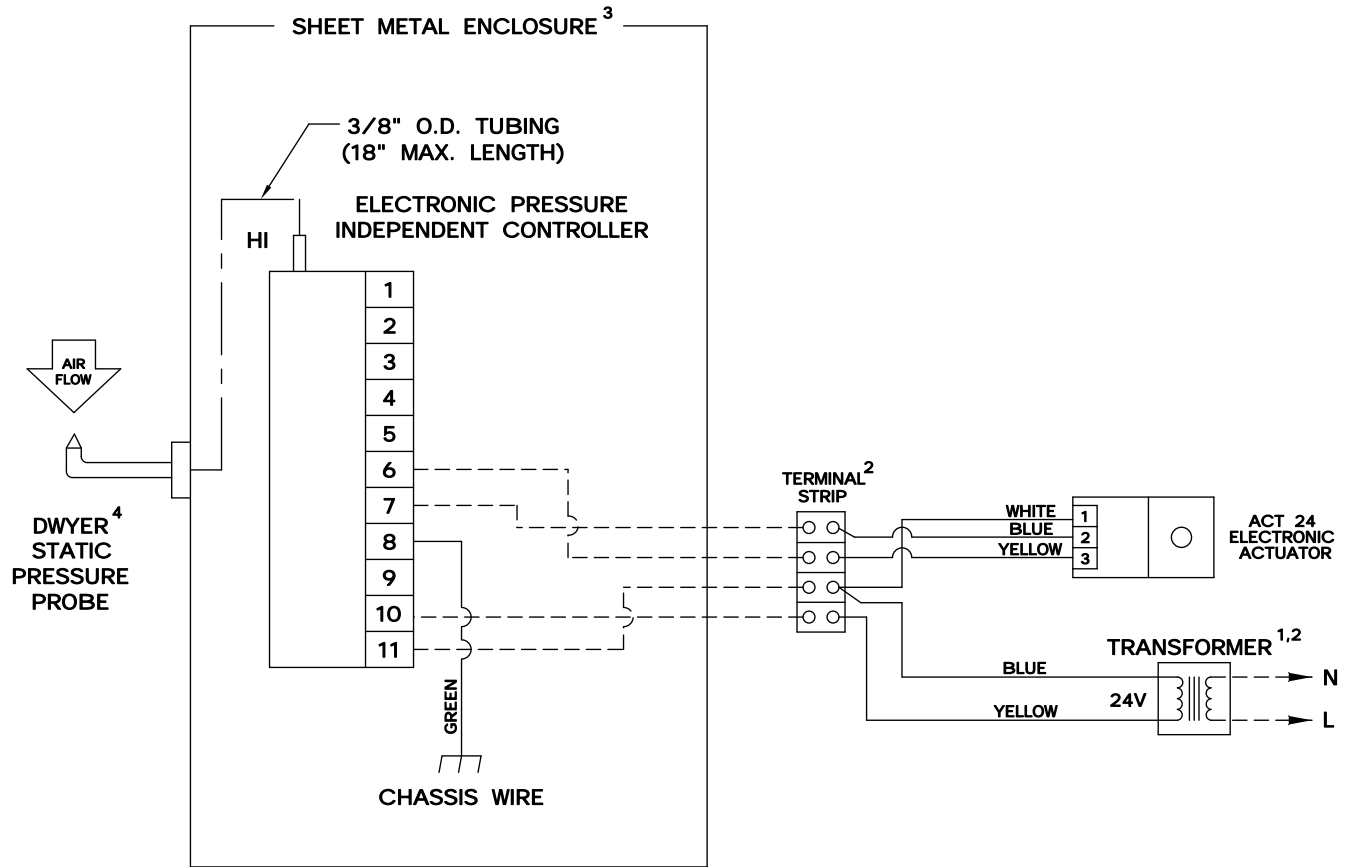 SHEET METAL ENCLOSURE 3
3/8" O.D. TUBING
(18" MAX. LENGTH)
ELECTRONIC PRESSURE
INDEPENDENT CONTROLLER
HI
1
2
3
4
5
6
7
8
9
10
11
AIR
FLOW
DWYER 4
STATIC
PRESSURE
PROBE
GREEN
CHASSIS WIRE
TERMINAL 2
STRIP
WHITE
BLUE
YELLOW
1
2
3
ACT 24
ELECTRONIC
ACTUATOR
TRANSFORMER 1,2
BLUE
YELLOW
24V
N
L